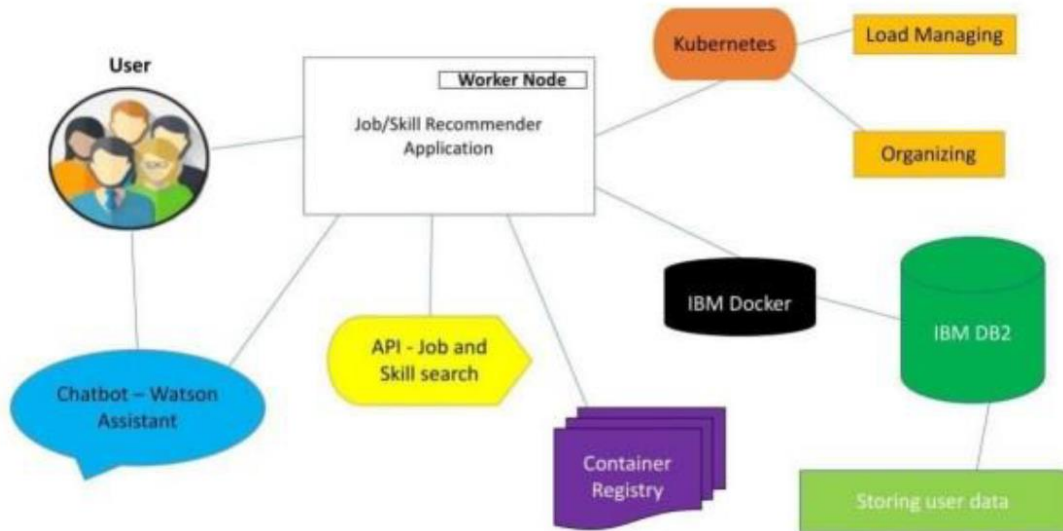 User
Worker Node
Job/Skill Recommender
Application
Kubernetes
Load Managing
Organizing
IBM Docker
IBM DB2
API - Job and
Skill search
Chatbot – Watson
Assistant
Container
Registry
Storing user data